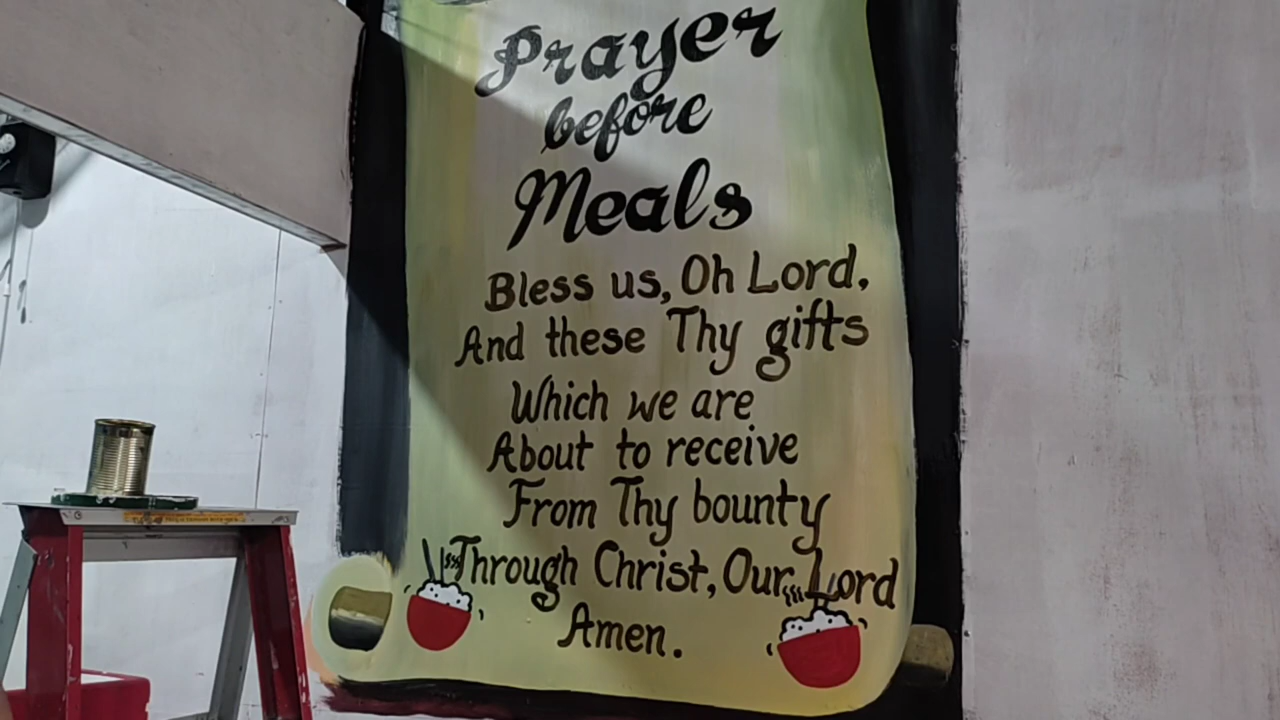 Prayer
before
Meals
Bless us, Oh Lord,
And these Thy gifts
Which we are
About to receive
From Thy bounty
Through Christ, Our Lord
Amen.